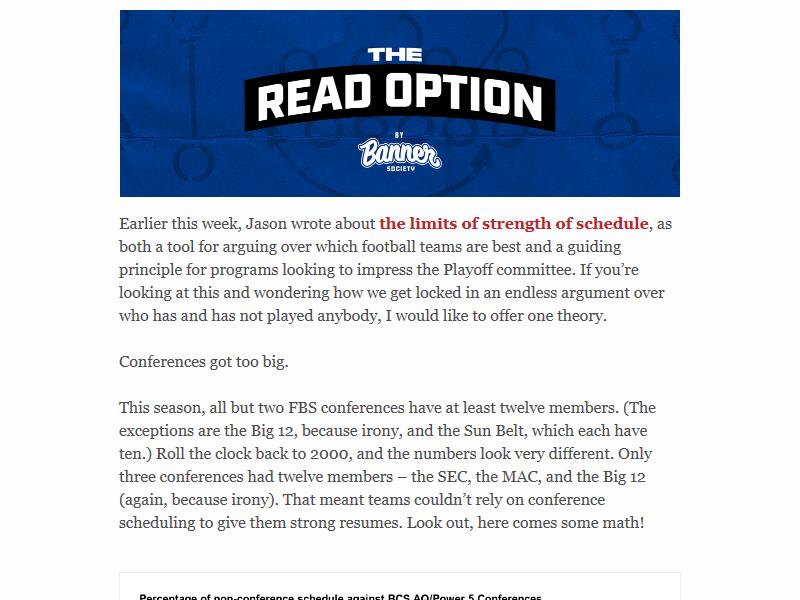 THE
READ OPTION
BY
Banner
SOCIETY
Earlier this week, Jason wrote about the limits of strength of schedule, as
both a tool for arguing over which football teams are best and a guiding
principle for programs looking to impress the Playoff committee. If you’re
looking at this and wondering how we get locked in an endless argument over
who has and has not played anybody, I would like to offer one theory.
Conferences got too big.
This season, all but two FBS conferences have at least twelve members. (The
exceptions are the Big 12, because irony, and the Sun Belt, which each have
ten.) Roll the clock back to 2000, and the numbers look very different. Only
three conferences had twelve members – the SEC, the MAC, and the Big 12
(again, because irony). That meant teams couldn’t rely on conference
scheduling to give them strong resumes. Look out, here comes some math!
Percentage of non-conference schedule against BCS AQ/Power 5 Conferences